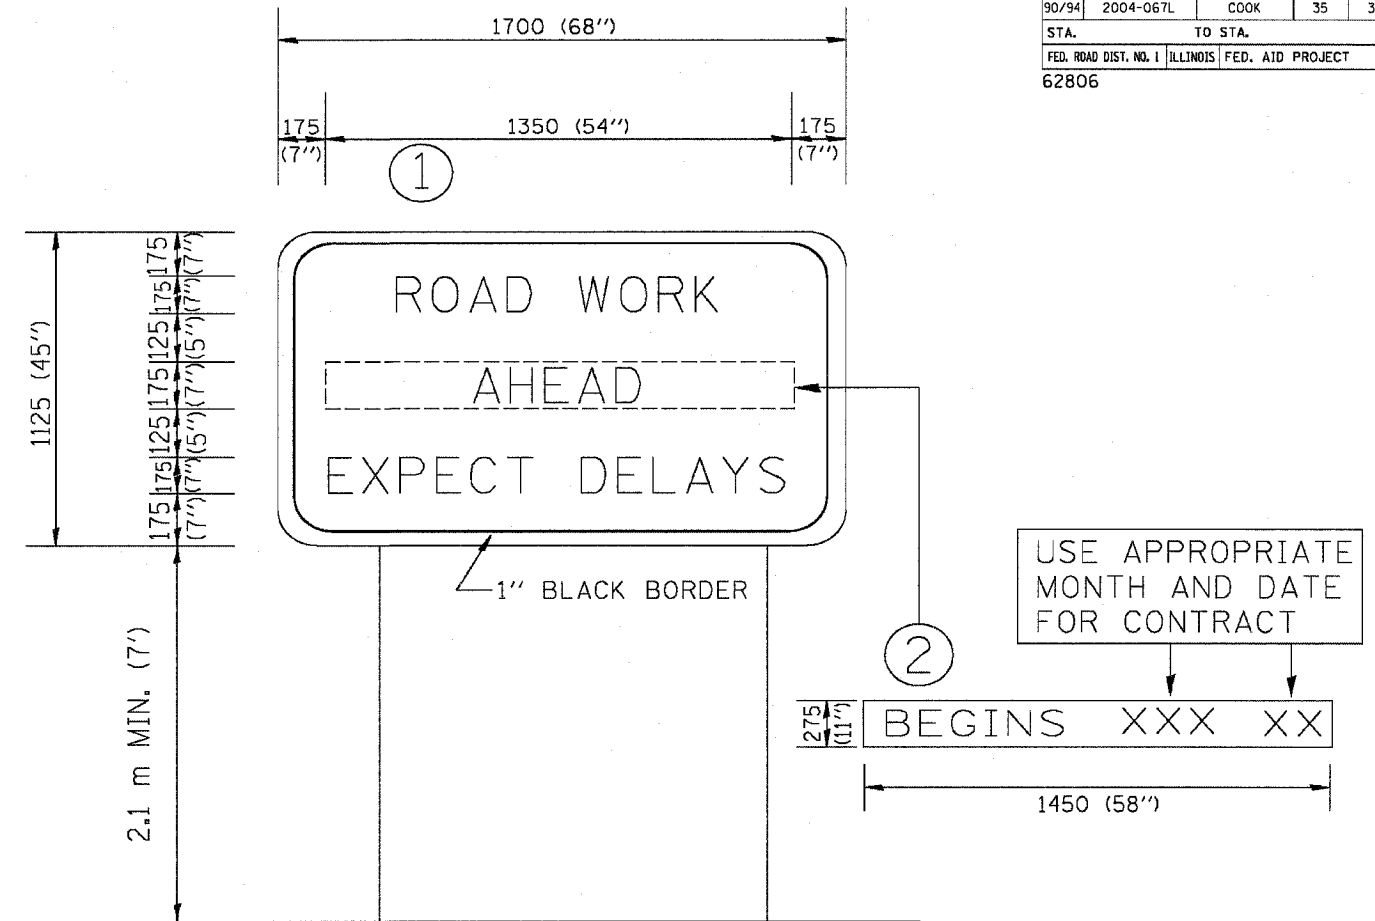 90/94 2004-067L COOK 35
STA. TO STA.
FED. ROAD DIST. NO. 1 ILLINOIS FED. AID PROJECT
62806
1700 (68'')
175 1350 (54'') 175
(7'') (7'')
1
1125 (45'')
175 (7'')
175 (7'')
125 (5'')
175 (7'')
125 (5'')
175 (7'')
175 (7'')
ROAD WORK
AHEAD
EXPECT DELAYS
1'' BLACK BORDER
2.1 m MIN. (7')
2
USE APPROPRIATE
MONTH AND DATE
FOR CONTRACT
275 (11'')
BEGINS XXX XX
1450 (58'')